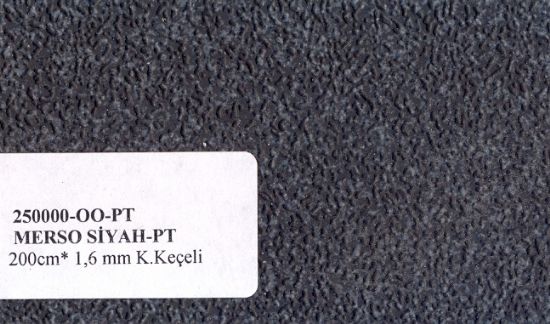 250000-OO-PT
MERSO SİYAH-PT
200cm* 1,6 mm K.Keçeli